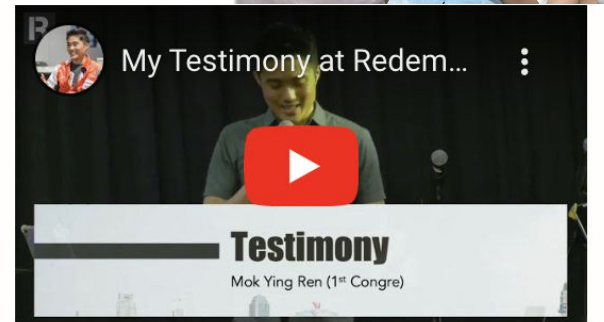 R
My Testimony at Redem...
Testimony
Mok Ying Ren (1st Congre)